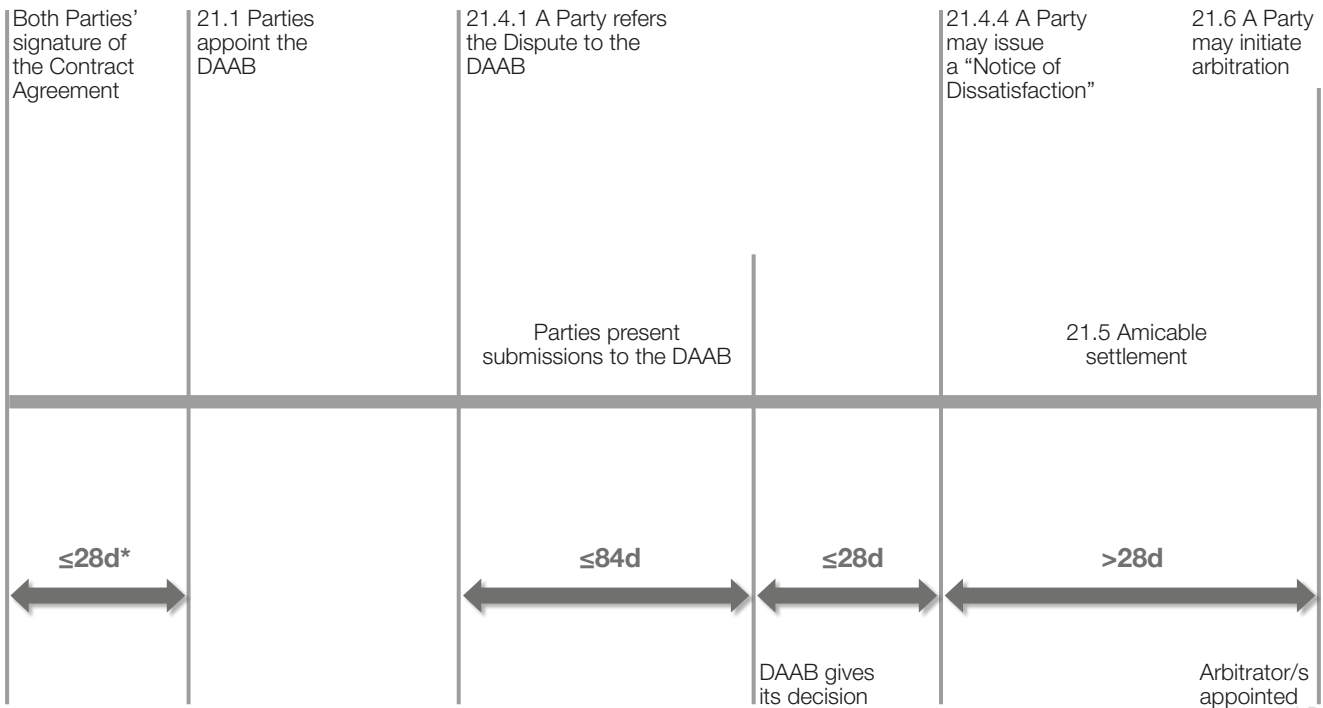 Both Parties’
signature of
the Contract
Agreement
21.1 Parties
appoint the
DAAB
21.4.1 A Party refers
the Dispute to the
DAAB
21.4.4 A Party
may issue
a “Notice of
Dissatisfaction”
21.6 A Party
may initiate
arbitration
Parties present
submissions to the DAAB
21.5 Amicable
settlement
≤28d*
≤84d
≤28d
>28d
DAAB gives
its decision
Arbitrator/s
appointed